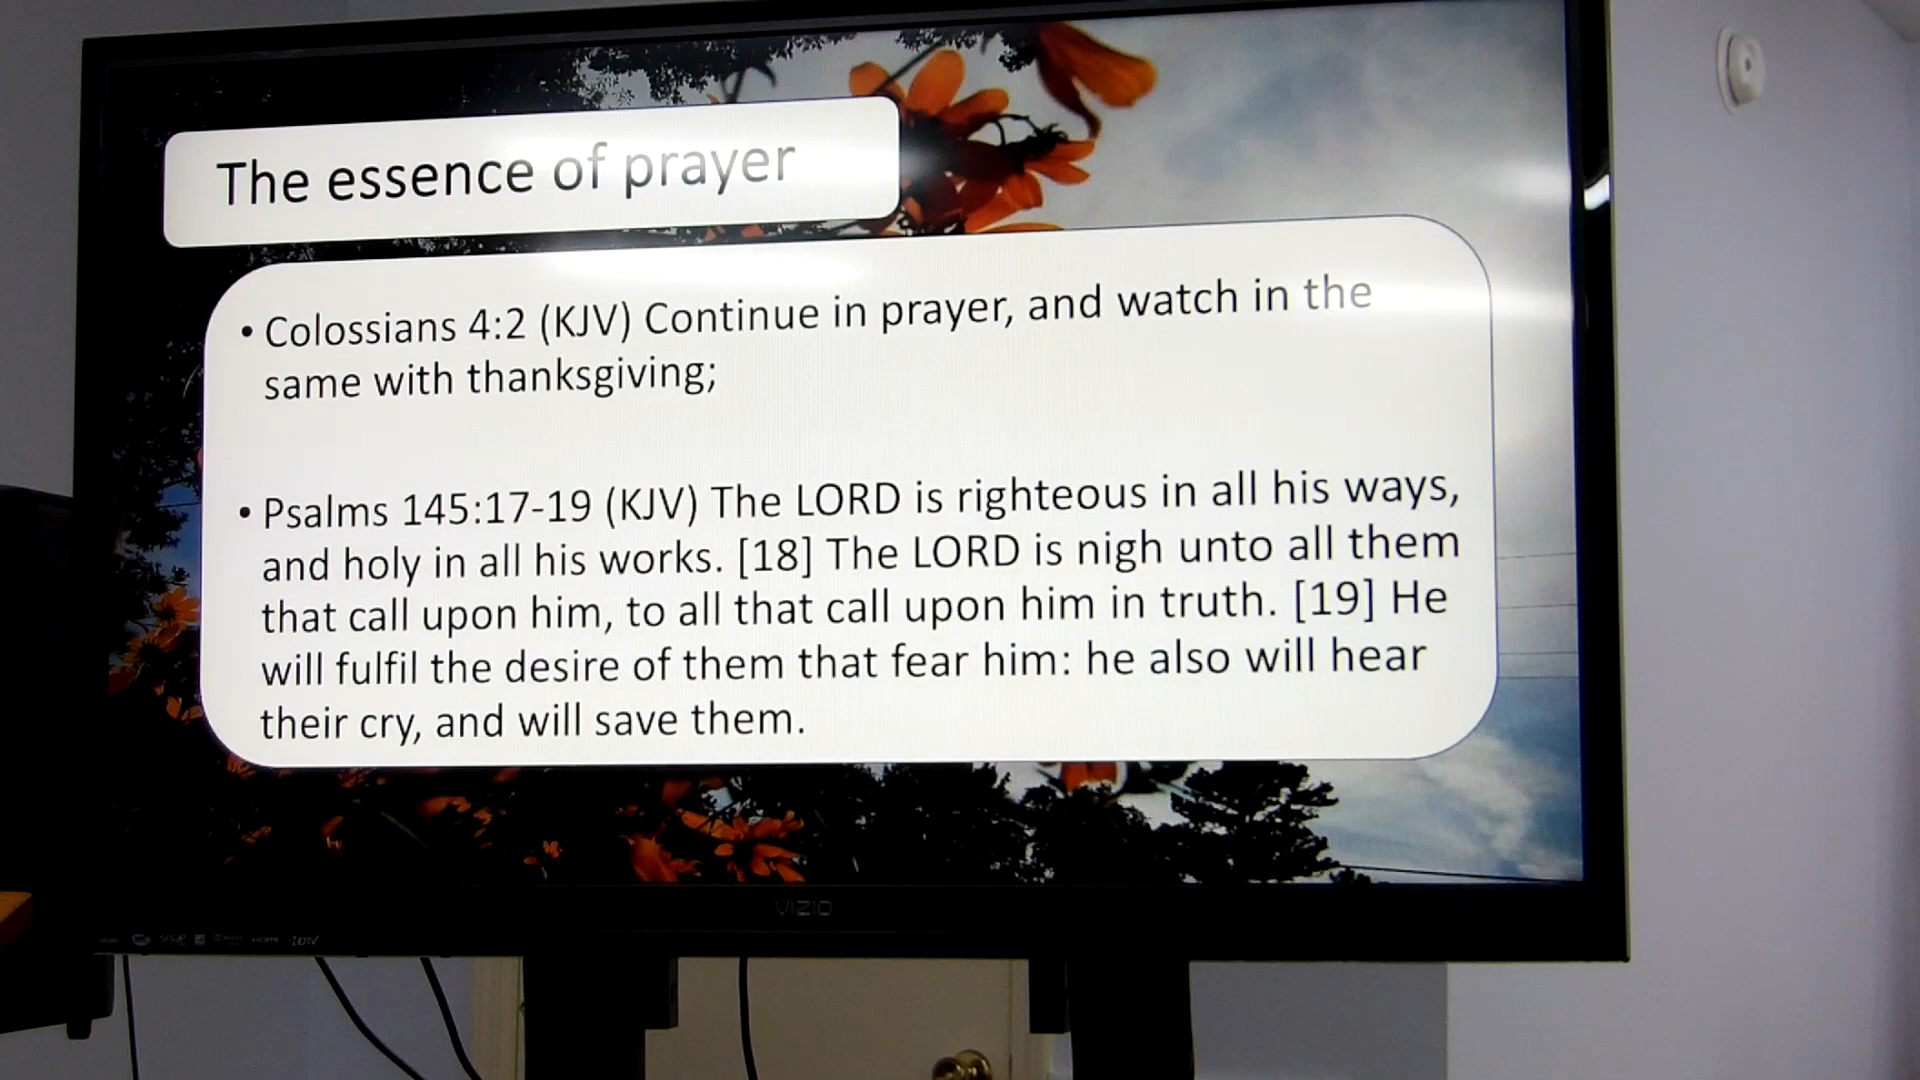 The essence of prayer
• Colossians 4:2 (KJV) Continue in prayer, and watch in the
same with thanksgiving;
• Psalms 145:17-19 (KJV) The LORD is righteous in all his ways,
and holy in all his works. [18] The LORD is nigh unto all them
that call upon him, to all that call upon him in truth. [19] He
will fulfil the desire of them that fear him: he also will hear
their cry, and will save them.
VIZIO